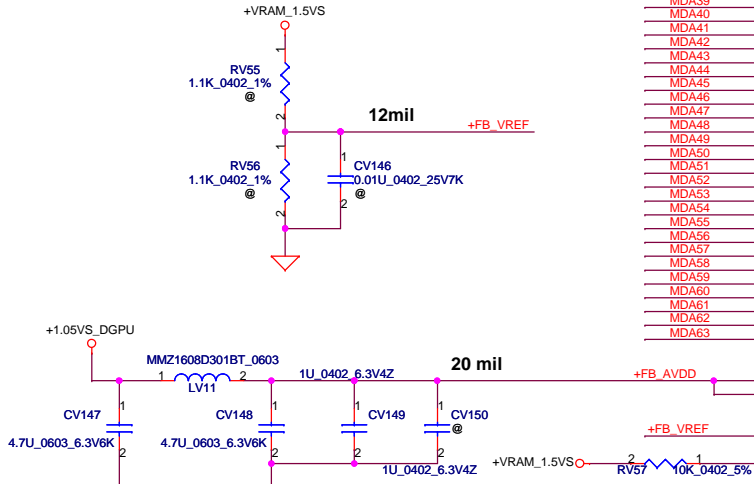 +VRAM_1.5VS
1
RV55
1.1K_0402_1%
@
2
12mil
+FB_VREF
1
RV56
1.1K_0402_1%
@
2
1
CV146
0.01U_0402_25V7K
@
2
MDA39
MDA40
MDA41
MDA42
MDA43
MDA44
MDA45
MDA46
MDA47
MDA48
MDA49
MDA50
MDA51
MDA52
MDA53
MDA54
MDA55
MDA56
MDA57
MDA58
MDA59
MDA60
MDA61
MDA62
MDA63
+1.05VS_DGPU
MMZ1608D301BT_0603
1 2
LV11
1U_0402_6.3V4Z
20 mil
+FB_AVDD
1
CV147
4.7U_0603_6.3V6K
2
1
CV148
4.7U_0603_6.3V6K
2
1
CV149
2
1
CV150
@
2
1U_0402_6.3V4Z
+FB_VREF
+VRAM_1.5VS
2 1
RV57 10K_0402_5%